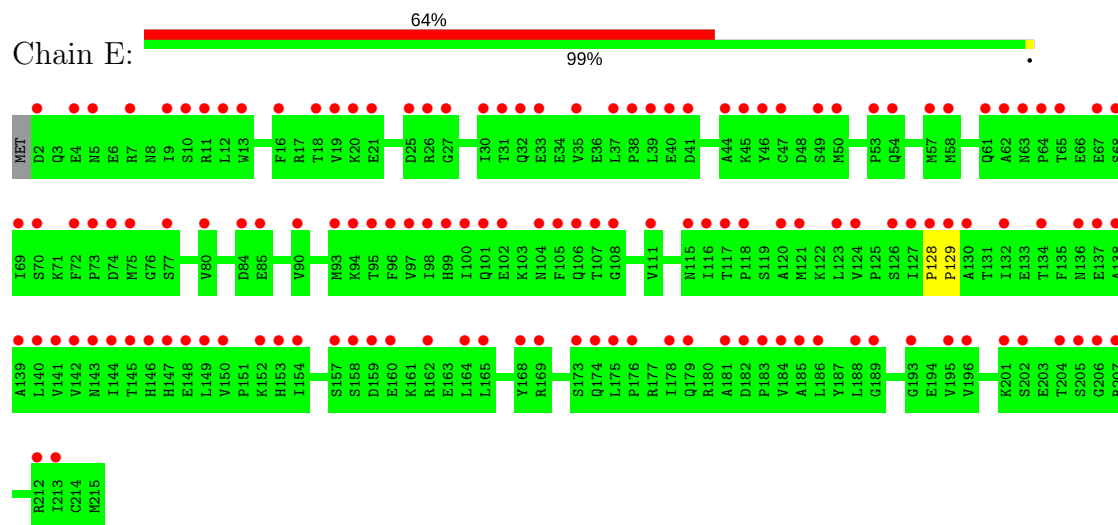 64%
Chain E:
99%
•
MET D2 Q3 E4 N5 E6 R7 N8 I9 S10 R11 L12 W13 F16 R17 T18 V19 K20 E21 D25 R26 G27 I30 T31 Q32 E33 E34 V35 E36 L37 P38 L39 E40 D41 A44 K45 Y46 C47 D48 S49 M50 P53 Q54 M57 M58 Q61 A62 N63 P64 T65 E66 E67 S68
I69 S70 K71 F72 P73 D74 M75 G76 S77 V80 D84 E85 V90 M93 K94 T95 F96 V97 I98 H99 I100 Q101 E102 K103 N104 F105 Q106 T107 G108 V111 N115 I116 T117 P118 S119 A120 M121 K122 L123 V124 P125 S126 I127 P128 P129 A130 T131 I132 E133 T134 F135 N136 E137 A138
A139 L140 V141 V142 N143 I144 T145 H146 H147 E148 L149 V150 P151 K152 H153 I154 S157 S158 D159 E160 K161 R162 E163 L164 L165 Y168 R169 S173 Q174 L175 P176 R177 I178 Q179 R180 A181 D182 P183 V184 A185 L186 Y187 L188 G189 G193 E194 V195 V196 K201 S202 E203 T204 S205 G206
R212 I213 C214 M215